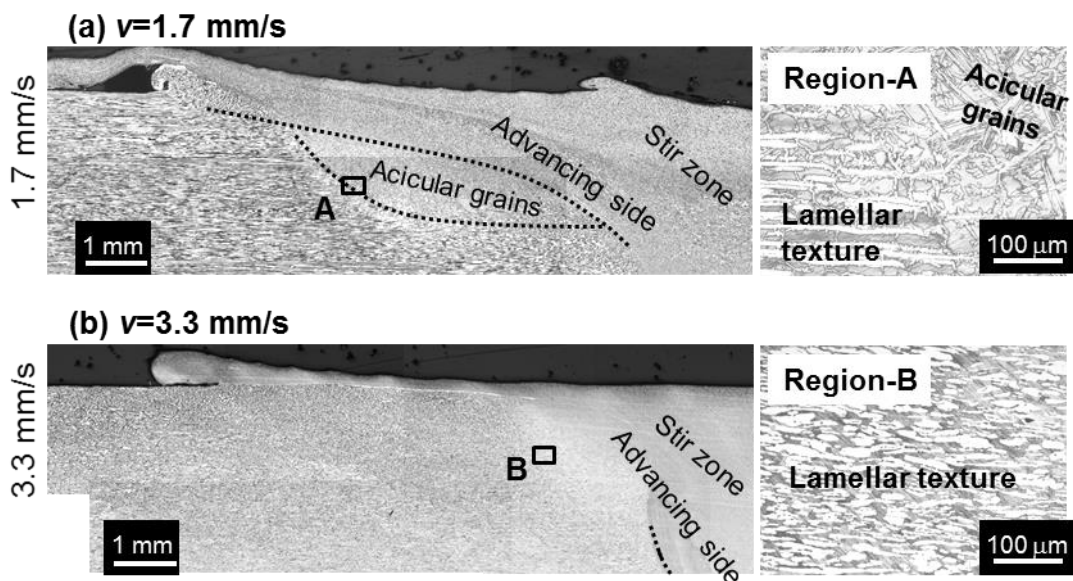 (a) v=1.7 mm/s
1.7 mm/s
Advancing side
Stir zone
Acicular grains
A
1 mm
Region-A
Acicular
grains
Lamellar
texture
100 μm
(b) v=3.3 mm/s
3.3 mm/s
B
Stir zone
Advancing side
1 mm
Region-B
Lamellar texture
100 μm